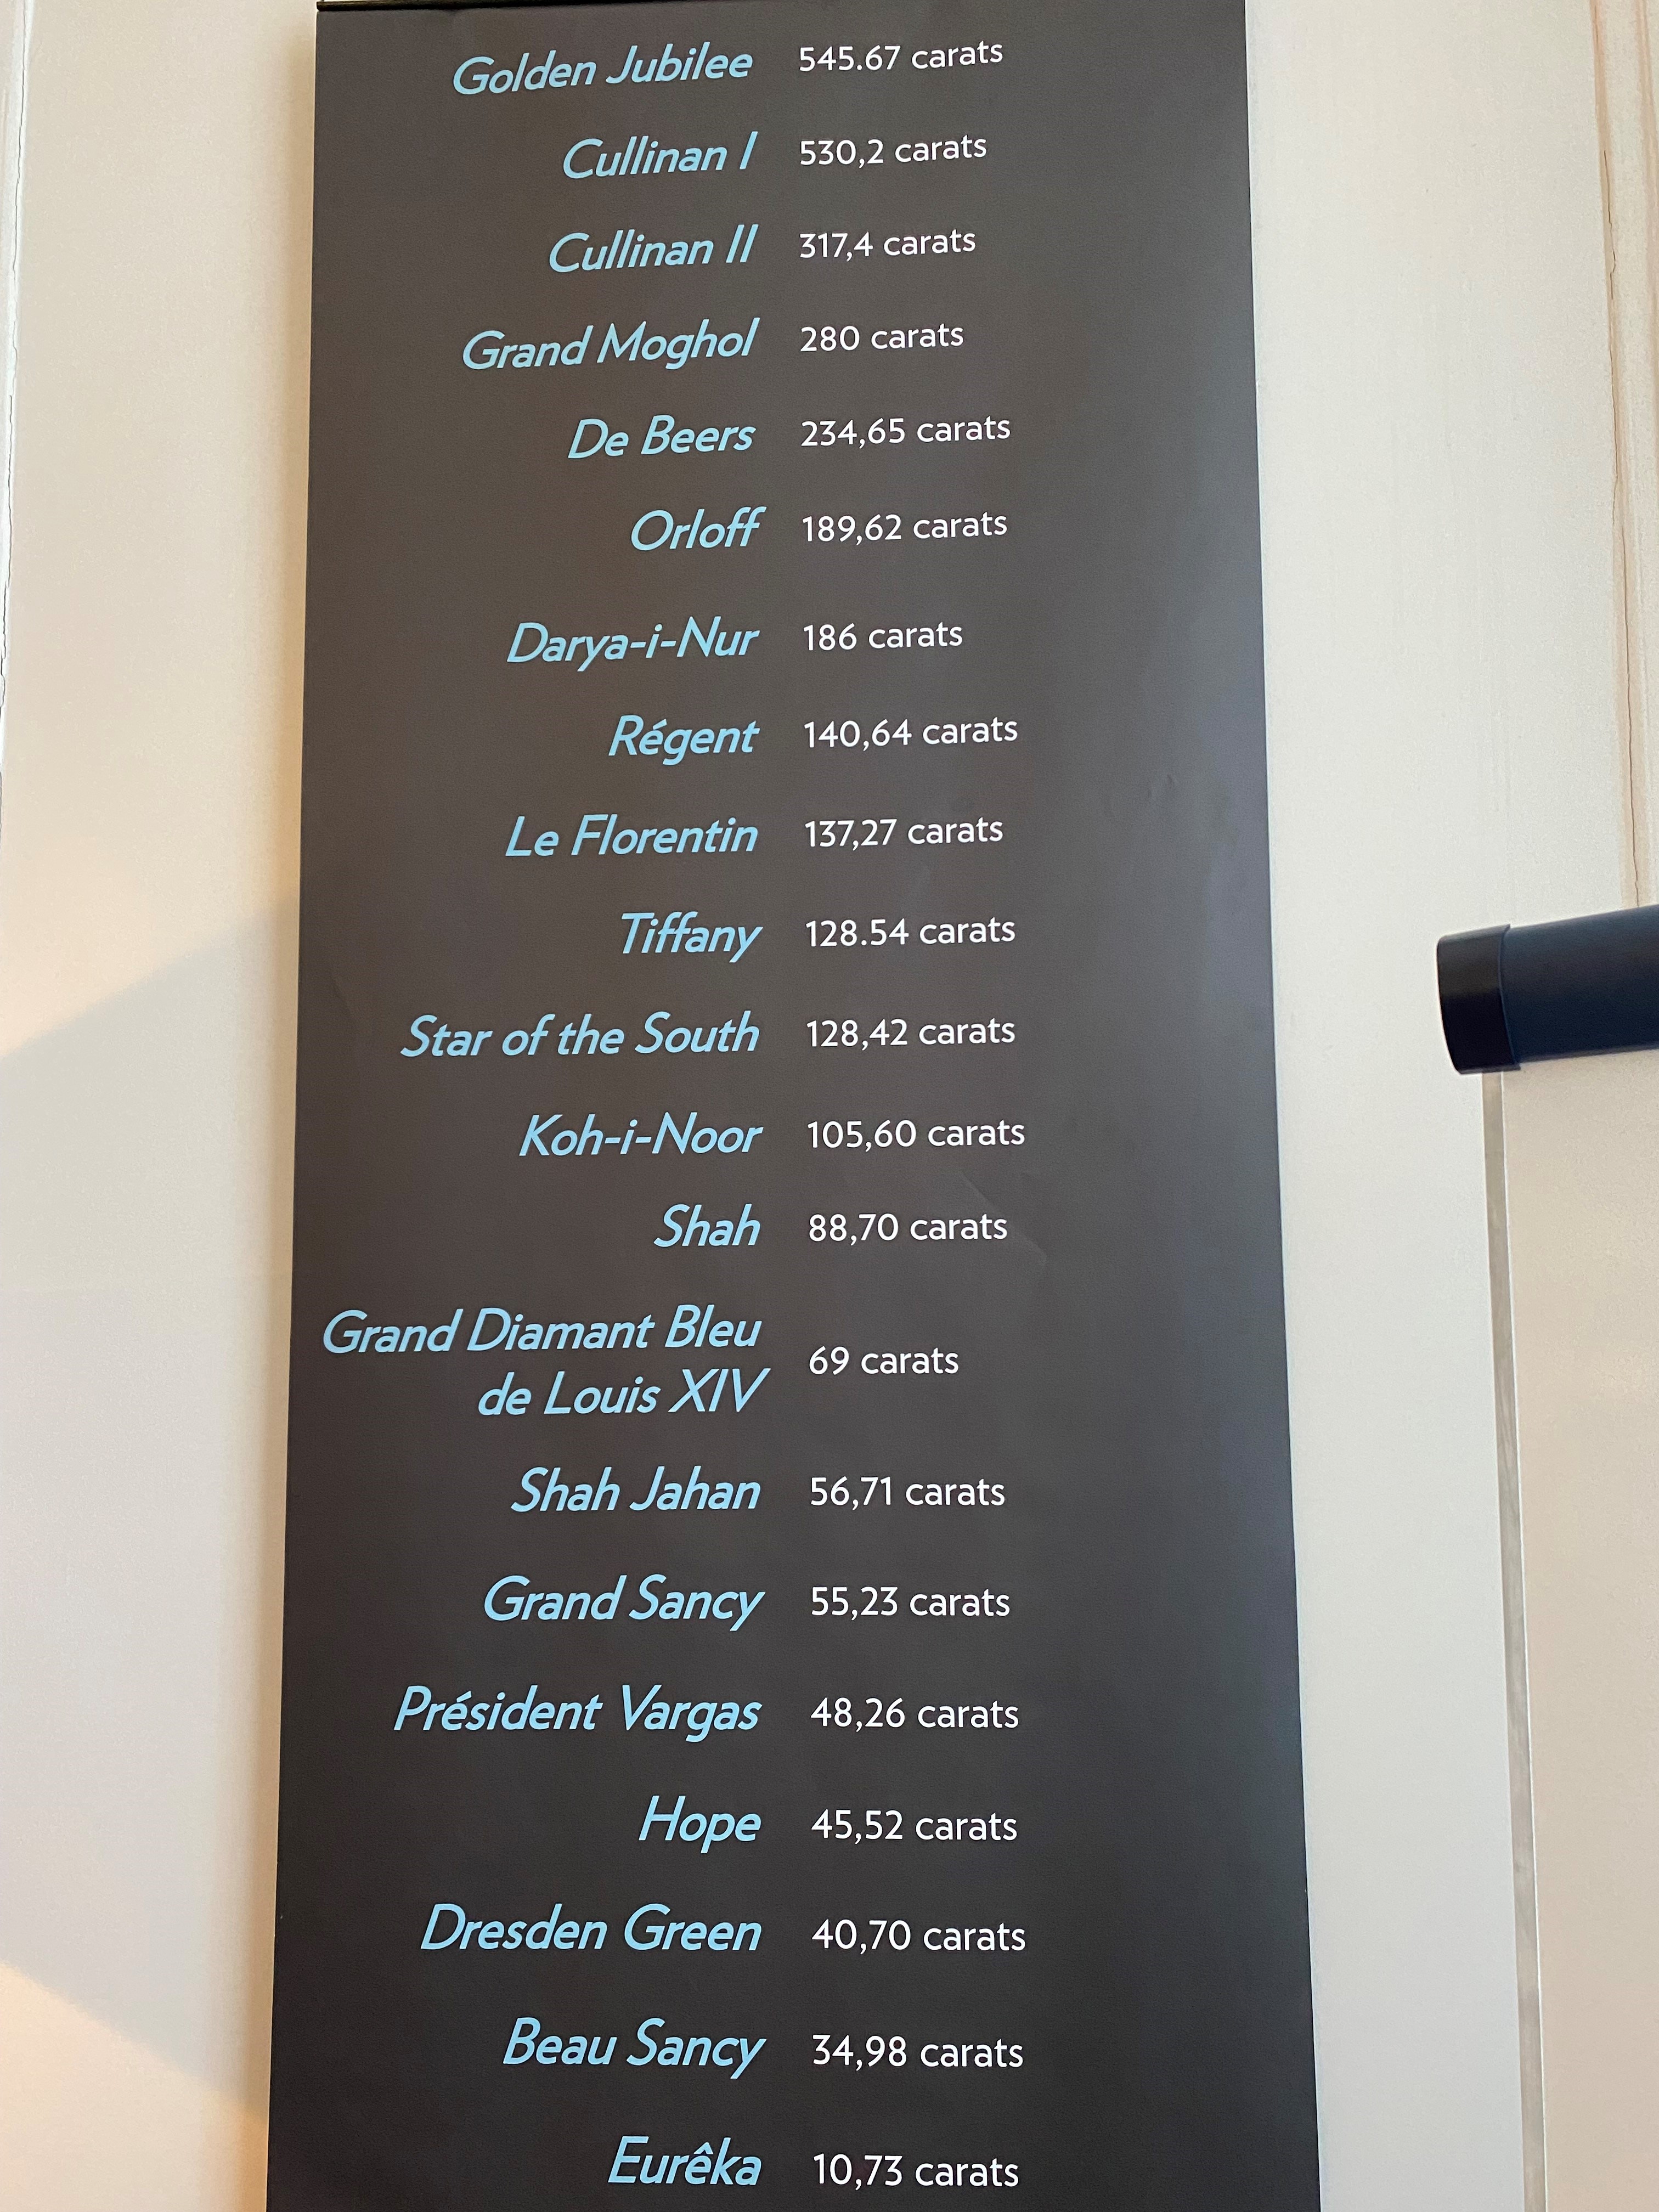 Golden Jubilee 545.67 carats
Cullinan I 530,2 carats
Cullinan II 317,4 carats
Grand Moghol 280 carats
De Beers 234,65 carats
Orloff 189,62 carats
Darya-i-Nur 186 carats
Régent 140,64 carats
Le Florentin 137,27 carats
Tiffany 128.54 carats
Star of the South 128,42 carats
Koh-i-Noor 105,60 carats
Shah 88,70 carats
Grand Diamant Bleu
de Louis XIV 69 carats
Shah Jahan 56,71 carats
Grand Sancy 55,23 carats
Président Vargas 48,26 carats
Hope 45,52 carats
Dresden Green 40,70 carats
Beau Sancy 34,98 carats
Eurêka 10,73 carats